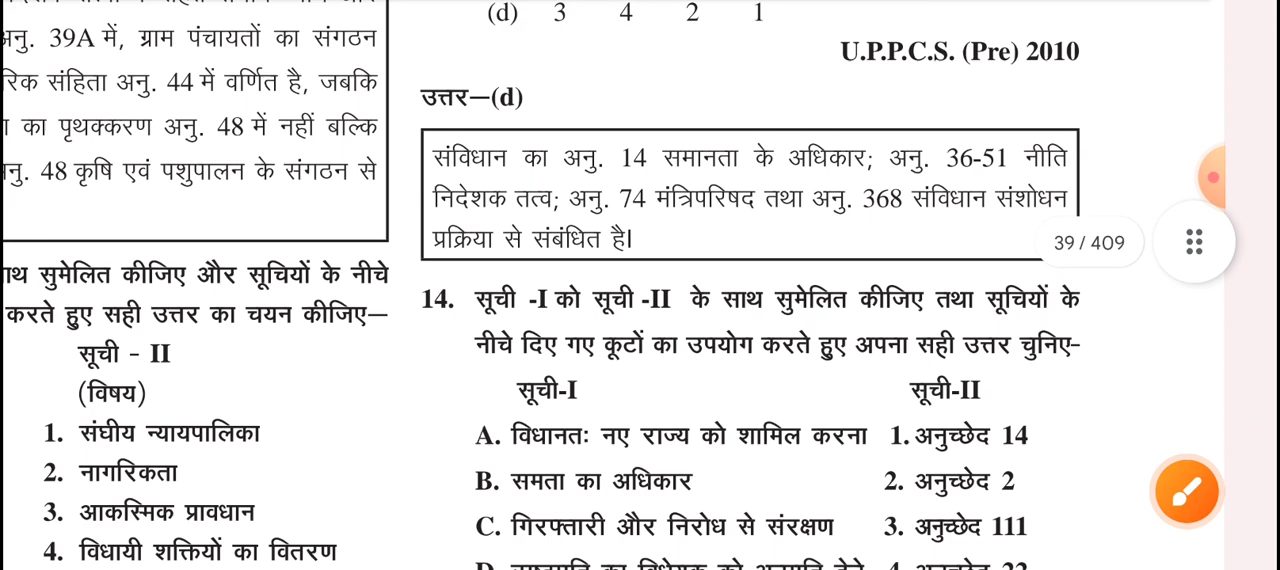 अनु. 39A में, ग्राम पंचायतों का संगठन
रिक संहिता अनु. 44 में वर्णित है, जबकि
का पृथक्करण अनु. 48 में नहीं बल्कि
नु. 48 कृषि एवं पशुपालन के संगठन से
ाथ सुमेलित कीजिए और सूचियों के नीचे
करते हुए सही उत्तर का चयन कीजिए—
सूची - II
(विषय)
1. संघीय न्यायपालिका
2. नागरिकता
3. आकस्मिक प्रावधान
4. विधायी शक्तियों का वितरण
(d) 3 4 2 1
U.P.P.C.S. (Pre) 2010
उत्तर—(d)
संविधान का अनु. 14 समानता के अधिकार; अनु. 36-51 नीति
निदेशक तत्व; अनु. 74 मंत्रिपरिषद तथा अनु. 368 संविधान संशोधन
प्रक्रिया से संबंधित है।
39 / 409
14. सूची -I को सूची -II के साथ सुमेलित कीजिए तथा सूचियों के
नीचे दिए गए कूटों का उपयोग करते हुए अपना सही उत्तर चुनिए-
सूची-I सूची-II
A. विधानतः नए राज्य को शामिल करना 1. अनुच्छेद 14
B. समता का अधिकार 2. अनुच्छेद 2
C. गिरफ्तारी और निरोध से संरक्षण 3. अनुच्छेद 111